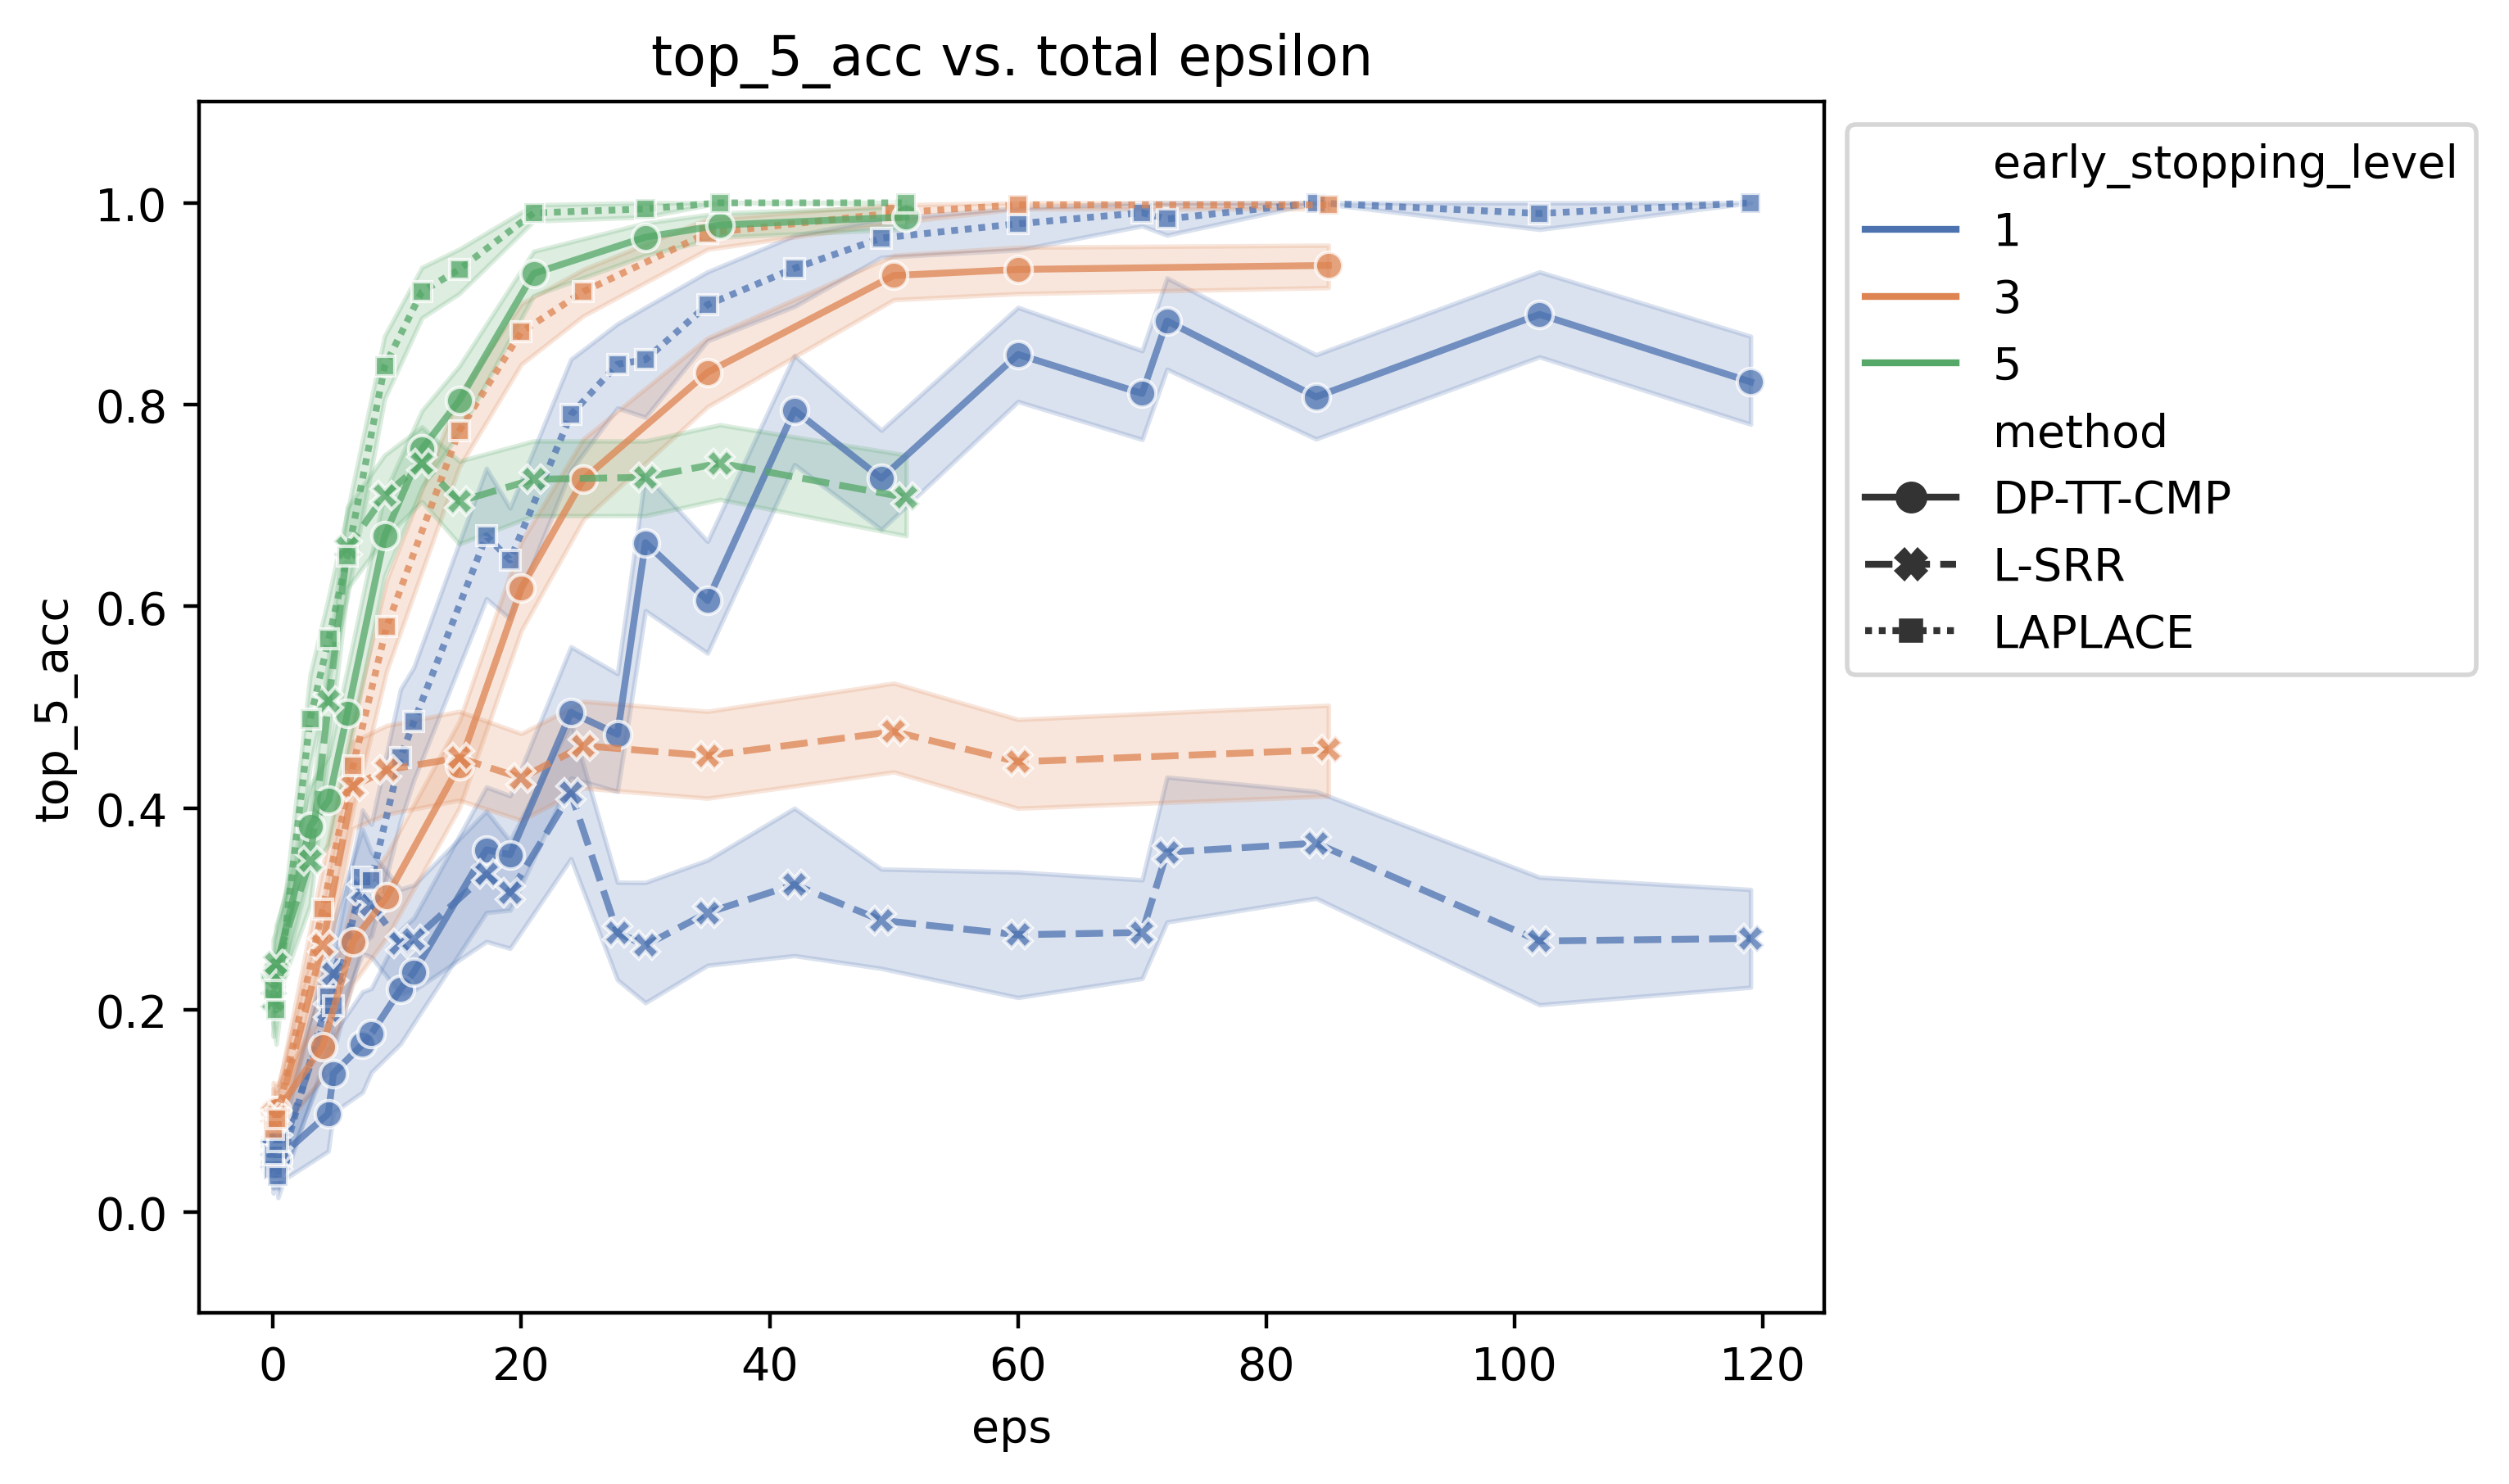 top_5_acc vs. total epsilon
top_5_acc
1.0
0.8
0.6
0.4
0.2
0.0
0 20 40 60 80 100 120
eps
early_stopping_level
1
3
5
method
DP-TT-CMP
L-SRR
LAPLACE